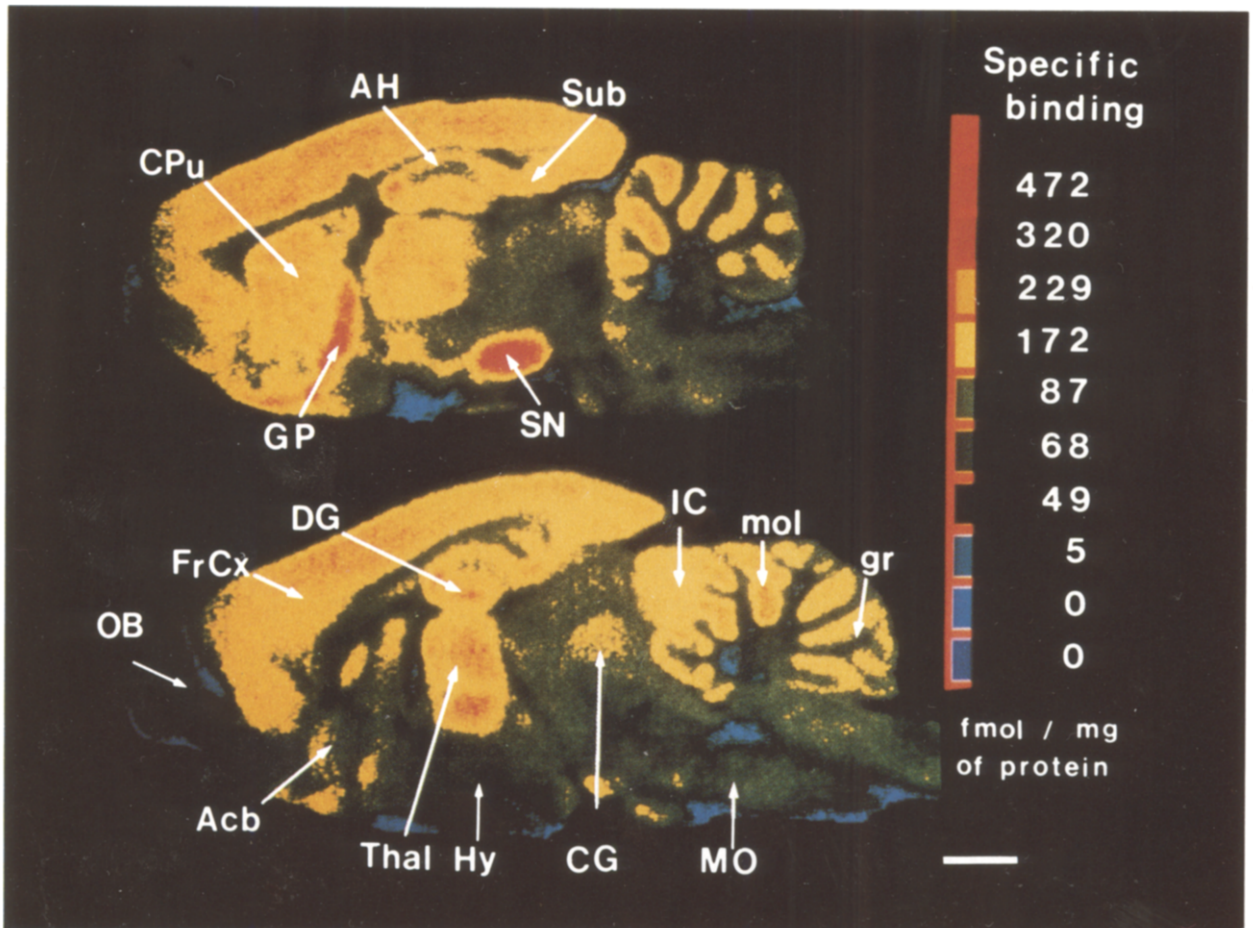 AH
Sub
CPu
GP
SN
Specific
binding
472
320
229
172
87
68
49
5
0
0
fmol / mg
of protein
DG
IC
mol
FrCx
gr
OB
Acb
Thal
Hy
CG
MO